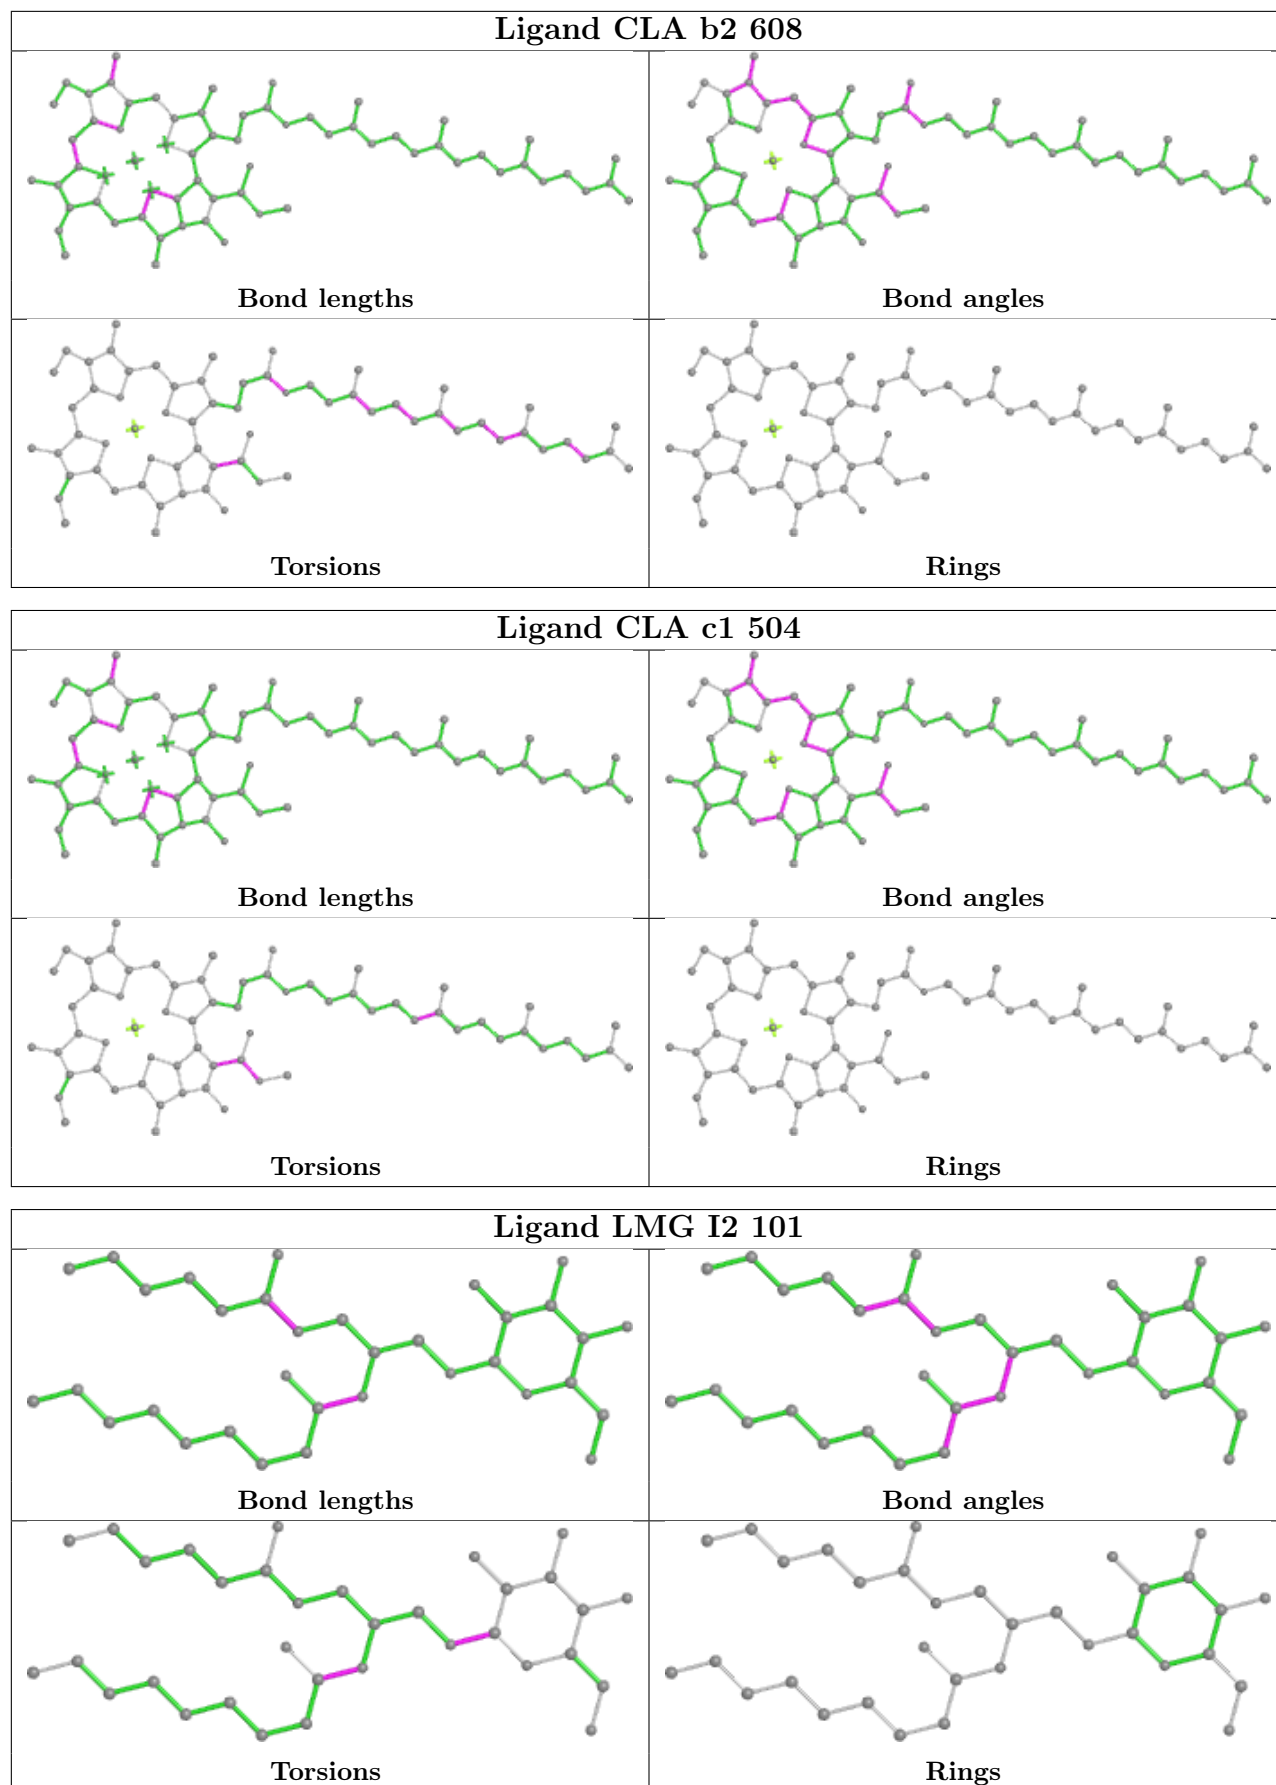 Ligand CLA b2 608
Bond lengths
Bond angles
Torsions
Rings
Ligand CLA c1 504
Bond lengths
Bond angles
Torsions
Rings
Ligand LMG I2 101
Bond lengths
Bond angles
Torsions
Rings